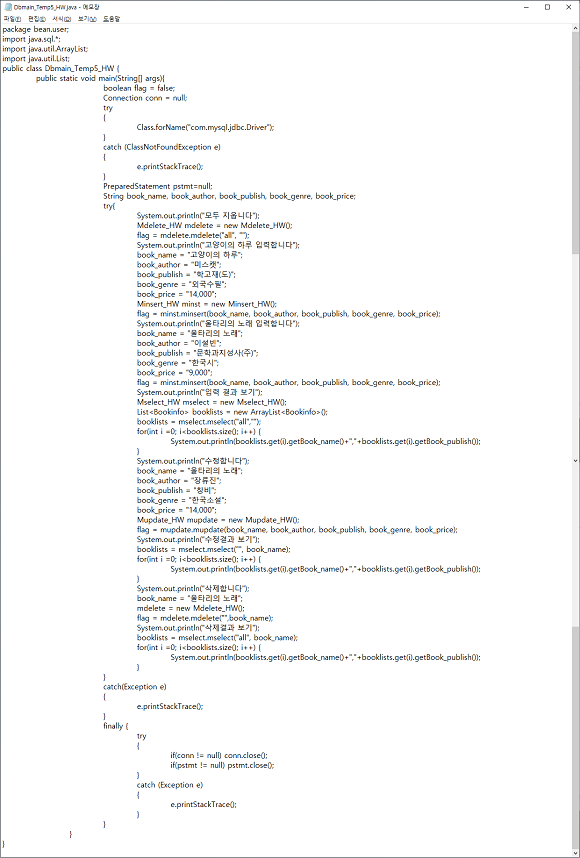 Dbmain_Temp5_HW.java - 메모장
파일(F) 편집(E) 서식(O) 보기(V) 도움말
package bean.user;
import java.sql.*;
import java.util.ArrayList;
import java.util.List;
public class Dbmain_Temp5_HW {
public static void main(String[] args){
boolean flag = false;
Connection conn = null;
try
{
Class.forName("com.mysql.jdbc.Driver");
}
catch (ClassNotFoundException e)
{
e.printStackTrace();
}
PreparedStatement pstmt=null;
String book_name, book_author, book_publish, book_genre, book_price;
try{
System.out.println("모두 지웁니다");
Mdelete_HW mdelete = new Mdelete_HW();
flag = mdelete.mdelete("all", "");
System.out.println("고양이의 하루 입력합니다");
book_name = "고양이의 하루";
book_author = "미스캣";
book_publish = "학고재(도)";
book_genre = "외국수필";
book_price = "14,000";
Minsert_HW minst = new Minsert_HW();
flag = minst.minsert(book_name, book_author, book_publish, book_genre, book_price);
System.out.println("울타리의 노래 입력합니다");
book_name = "울타리의 노래";
book_author = "이설빈";
book_publish = "문학과지성사(주)";
book_genre = "한국시";
book_price = "9,000";
flag = minst.minsert(book_name, book_author, book_publish, book_genre, book_price);
System.out.println("입력 결과 보기");
Mselect_HW mselect = new Mselect_HW();
List<Bookinfo> booklists = new ArrayList<Bookinfo>();
booklists = mselect.mselect("all","");
for(int i =0; i<booklists.size(); i++) {
System.out.println(booklists.get(i).getBook_name()+","+booklists.get(i).getBook_publish());
}
System.out.println("수정합니다");
book_name = "울타리의 노래";
book_author = "장류진";
book_publish = "창비";
book_genre = "한국소설";
book_price = "14,000";
Mupdate_HW mupdate = new Mupdate_HW();
flag = mupdate.mupdate(book_name, book_author, book_publish, book_genre, book_price);
System.out.println("수정결과 보기");
booklists = mselect.mselect("", book_name);
for(int i =0; i<booklists.size(); i++) {
System.out.println(booklists.get(i).getBook_name()+","+booklists.get(i).getBook_publish());
}
System.out.println("삭제합니다");
book_name = "울타리의 노래";
mdelete = new Mdelete_HW();
flag = mdelete.mdelete("",book_name);
System.out.println("삭제결과 보기");
booklists = mselect.mselect("all", book_name);
for(int i =0; i<booklists.size(); i++) {
System.out.println(booklists.get(i).getBook_name()+","+booklists.get(i).getBook_publish());
}
}
catch(Exception e)
{
e.printStackTrace();
}
finally {
try
{
if(conn != null) conn.close();
if(pstmt != null) pstmt.close();
}
catch (Exception e)
{
e.printStackTrace();
}
}
}
}